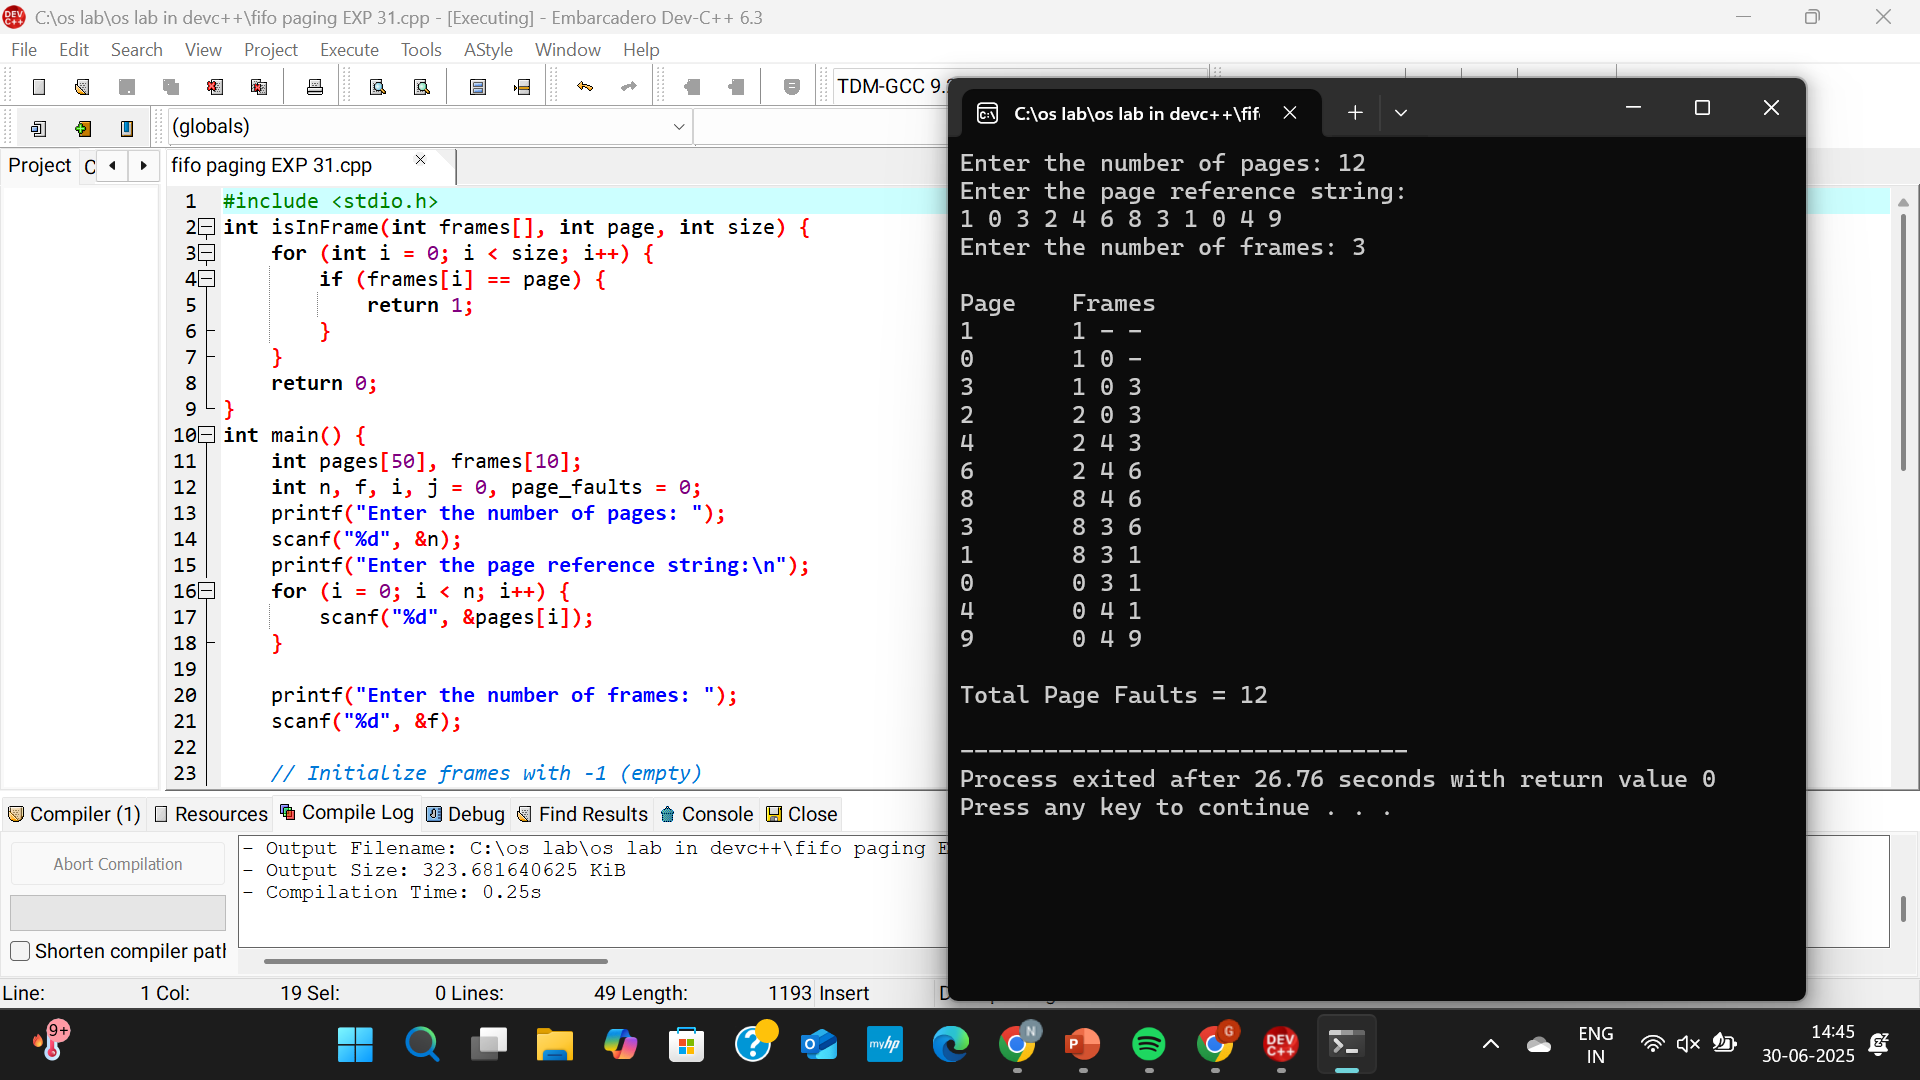 C:\os lab\os lab in devc++\fifo paging EXP 31.cpp - [Executing] - Embarcadero Dev-C++ 6.3
File Edit Search View Project Execute Tools AStyle Window Help
TDM-GCC 9.
(globals)
Project
fifo paging EXP 31.cpp
1 #include <stdio.h>
2 int isInFrame(int frames[], int page, int size) {
3 for (int i = 0; i < size; i++) {
4 if (frames[i] == page) {
5 return 1;
6 }
7 }
8 return 0;
9 }
10 int main() {
11 int pages[50], frames[10];
12 int n, f, i, j = 0, page_faults = 0;
13 printf("Enter the number of pages: ");
14 scanf("%d", &n);
15 printf("Enter the page reference string:\n");
16 for (i = 0; i < n; i++) {
17 scanf("%d", &pages[i]);
18 }
19
20 printf("Enter the number of frames: ");
21 scanf("%d", &f);
22
23 // Initialize frames with -1 (empty)
C:\os lab\os lab in devc++\fif
Enter the number of pages: 12
Enter the page reference string:
1 0 3 2 4 6 8 3 1 0 4 9
Enter the number of frames: 3
Page Frames
1 1 - -
0 1 0 -
3 1 0 3
2 2 0 3
4 2 4 3
6 2 4 6
8 8 4 6
3 8 3 6
1 8 3 1
0 0 3 1
4 0 4 1
9 0 4 9
Total Page Faults = 12
--------------------------------
Process exited after 26.76 seconds with return value 0
Press any key to continue . . .
Compiler (1) Resources Compile Log Debug Find Results Console Close
Abort Compilation
Shorten compiler path
- Output Filename: C:\os lab\os lab in devc++\fifo paging E
- Output Size: 323.681640625 KiB
- Compilation Time: 0.25s
Line: 1 Col: 19 Sel: 0 Lines: 49 Length: 1193 Insert
9+
myhp
N
P
G
DEV C++
ENG
IN
14:45
30-06-2025